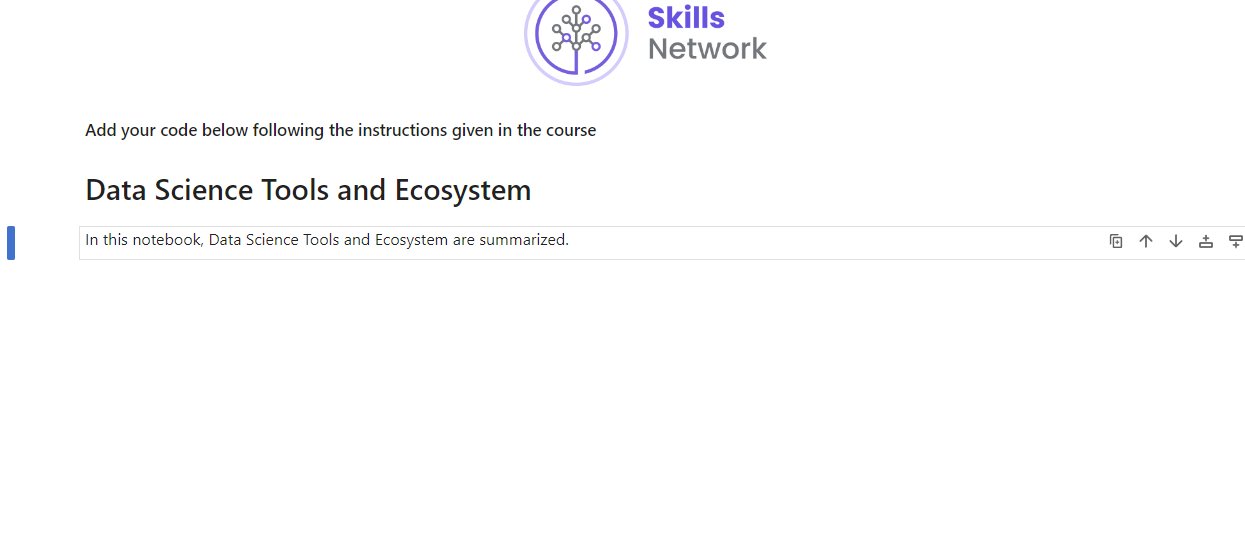 Skills
Network
Add your code below following the instructions given in the course
Data Science Tools and Ecosystem
In this notebook, Data Science Tools and Ecosystem are summarized.